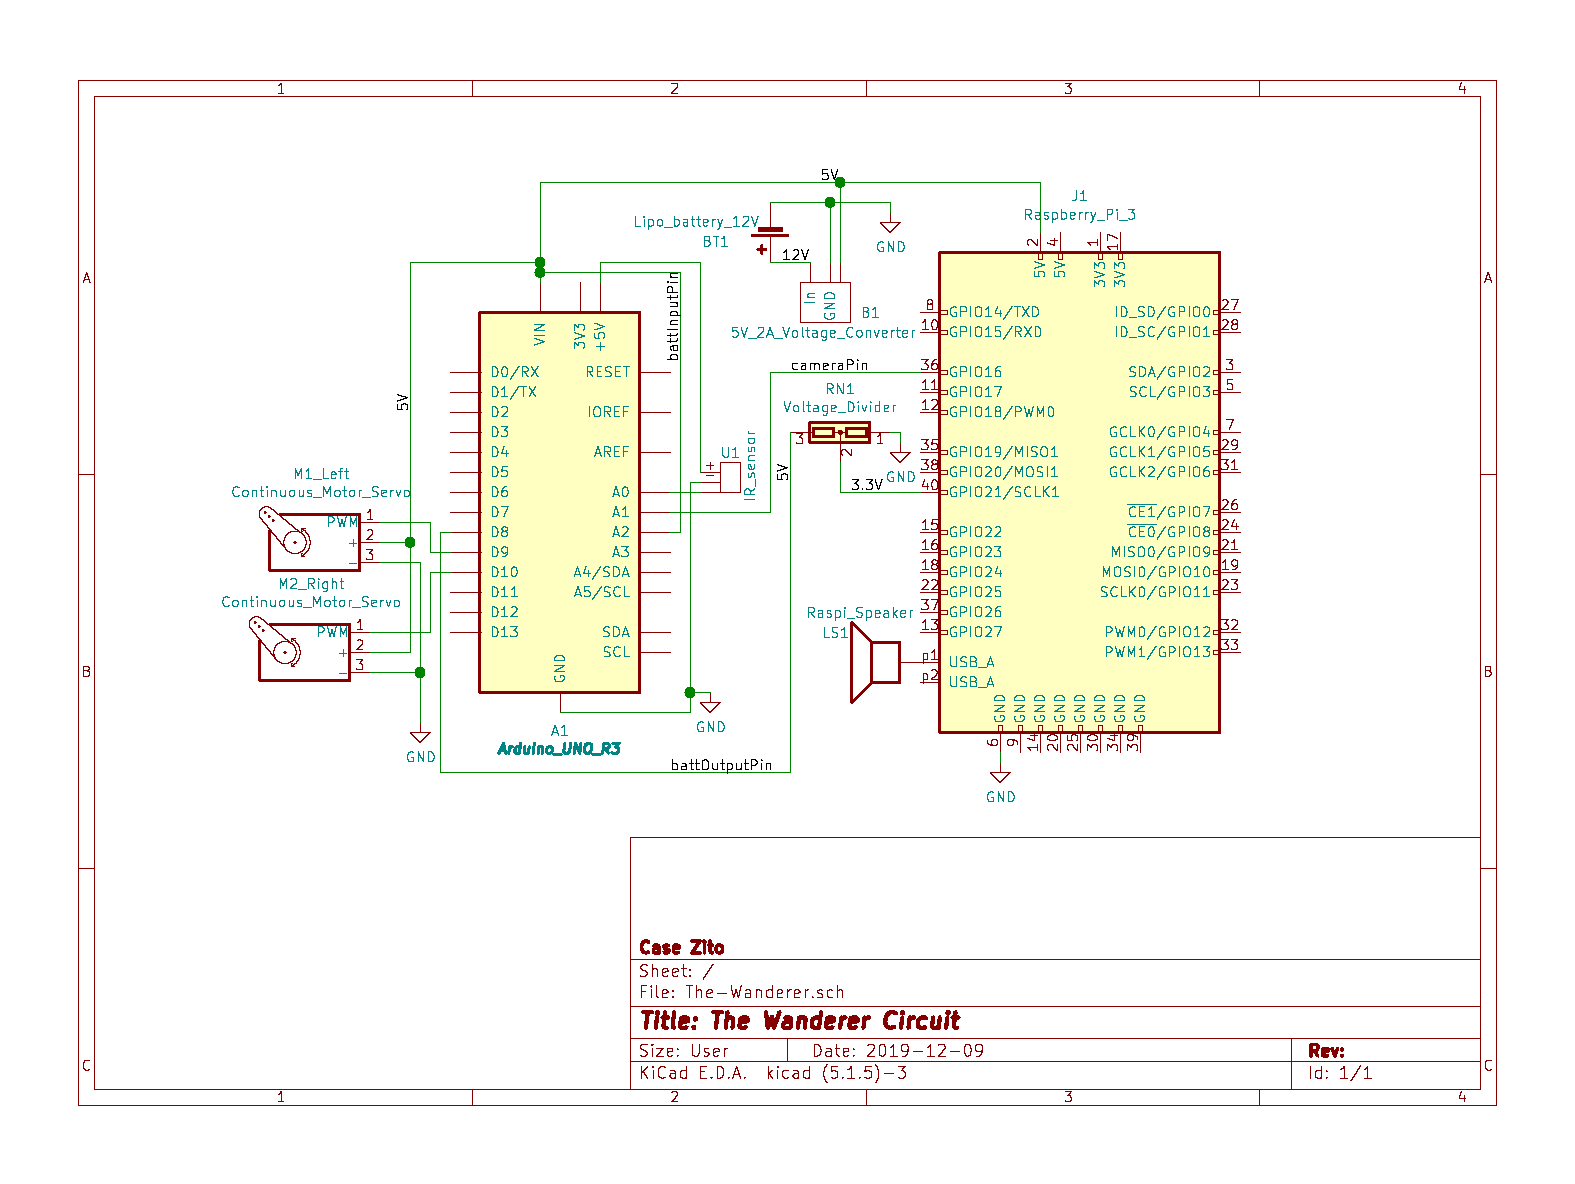 1 2 3 4
A A
B B
C C
5V
Lipo_battery_12V
BT1
+
12V
GND
In
GND
B1
5V_2A_Voltage_Converter
J1
Raspberry_Pi_3
2 4 1 17
5V 5V 3V3 3V3
8 GPIO14/TXD ID_SD/GPIO0 27
10 GPIO15/RXD ID_SC/GPIO1 28
36 GPIO16 SDA/GPIO2 3
11 GPIO17 SCL/GPIO3 5
12 GPIO18/PWM0 GCLK0/GPIO4 7
35 GPIO19/MISO1 GCLK1/GPIO5 29
38 GPIO20/MOSI1 GCLK2/GPIO6 31
40 GPIO21/SCLK1 CE1/GPIO7 26
15 GPIO22 CE0/GPIO8 24
16 GPIO23 MISO0/GPIO9 21
18 GPIO24 MOSI0/GPIO10 19
22 GPIO25 SCLK0/GPIO11 23
37 GPIO26
13 GPIO27 PWM0/GPIO12 32
PWM1/GPIO13 33
p1 USB_A
p2 USB_A
GND GND GND GND GND GND GND GND
6 9 14 20 25 30 34 39
GND
cameraPin
RN1
Voltage_Divider
3 2 1
5V
GND
3.3V
Raspi_Speaker
LS1
battInputPin
U1
IR_sensor
+
−
VIN 3V3 +5V
D0/RX RESET
D1/TX
D2 IOREF
D3
D4 AREF
D5
D6 A0
D7 A1
D8 A2
D9 A3
D10 A4/SDA
D11 A5/SCL
D12
D13 SDA
SCL
GND
A1
Arduino_UNO_R3
GND
battOutputPin
5V
M1_Left
Continuous_Motor_Servo
PWM 1
+ 2
− 3
M2_Right
Continuous_Motor_Servo
PWM 1
+ 2
− 3
GND
Case Zito
Sheet: /
File: The-Wanderer.sch
Title: The Wanderer Circuit
Size: User Date: 2019-12-09 Rev:
KiCad E.D.A. kicad (5.1.5)-3 Id: 1/1
1 2 3 4